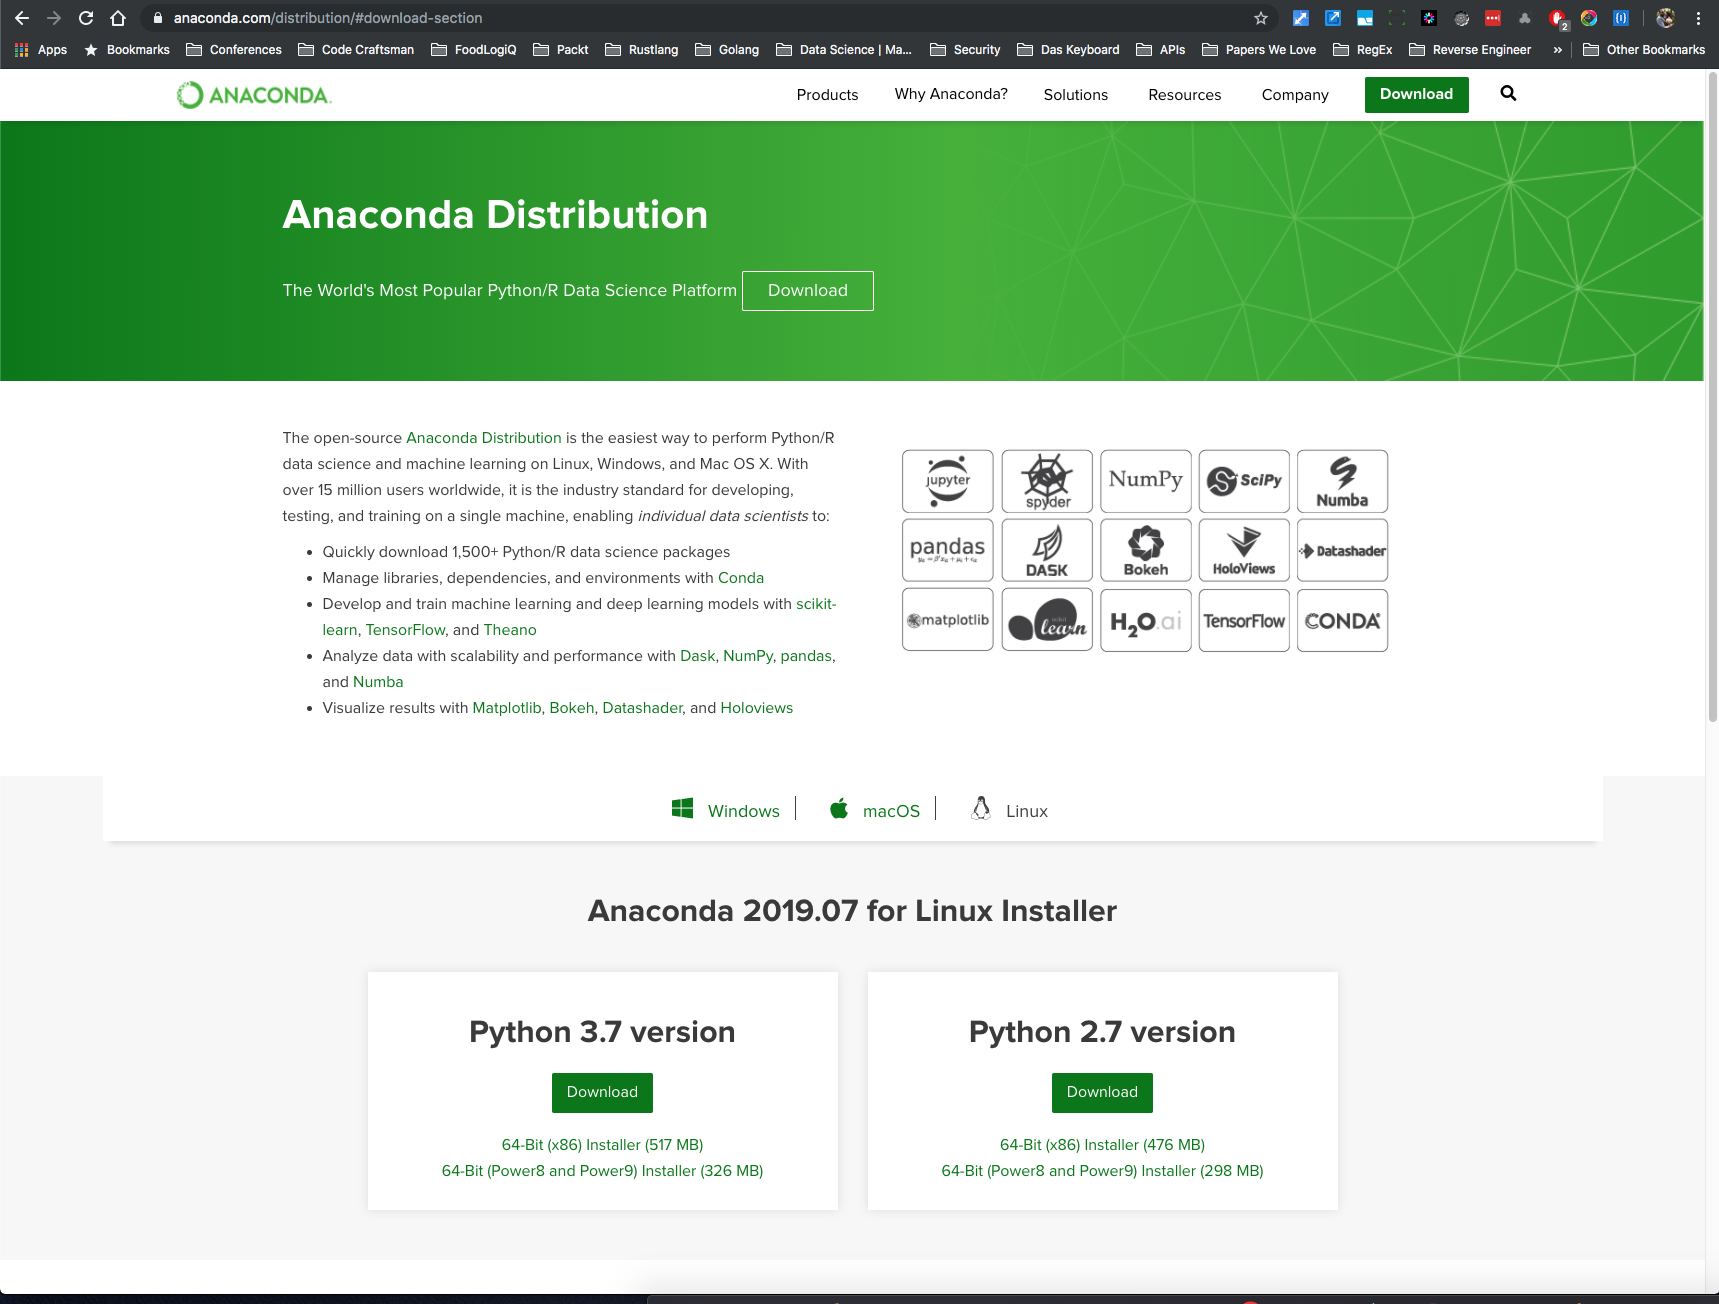 anaconda.com/distribution/#download-section
2
Apps Bookmarks Conferences Code Craftsman FoodLogiQ Packt Rustlang Golang Data Science | Ma... Security Das Keyboard APIs Papers We Love RegEx Reverse Engineer » Other Bookmarks
ANACONDA.
Products Why Anaconda? Solutions Resources Company Download
Anaconda Distribution
The World's Most Popular Python/R Data Science Platform Download
The open-source Anaconda Distribution is the easiest way to perform Python/R
data science and machine learning on Linux, Windows, and Mac OS X. With
over 15 million users worldwide, it is the industry standard for developing,
testing, and training on a single machine, enabling individual data scientists to:
• Quickly download 1,500+ Python/R data science packages
• Manage libraries, dependencies, and environments with Conda
• Develop and train machine learning and deep learning models with scikit-
learn, TensorFlow, and Theano
• Analyze data with scalability and performance with Dask, NumPy, pandas,
and Numba
• Visualize results with Matplotlib, Bokeh, Datashader, and Holoviews
jupyter spyder NumPy SciPy Numba
pandas DASK Bokeh HoloViews Datashader
matplotlib learn H2O.ai TensorFlow CONDA
Windows macOS Linux
Anaconda 2019.07 for Linux Installer
Python 3.7 version
Download
64-Bit (x86) Installer (517 MB)
64-Bit (Power8 and Power9) Installer (326 MB)
Python 2.7 version
Download
64-Bit (x86) Installer (476 MB)
64-Bit (Power8 and Power9) Installer (298 MB)